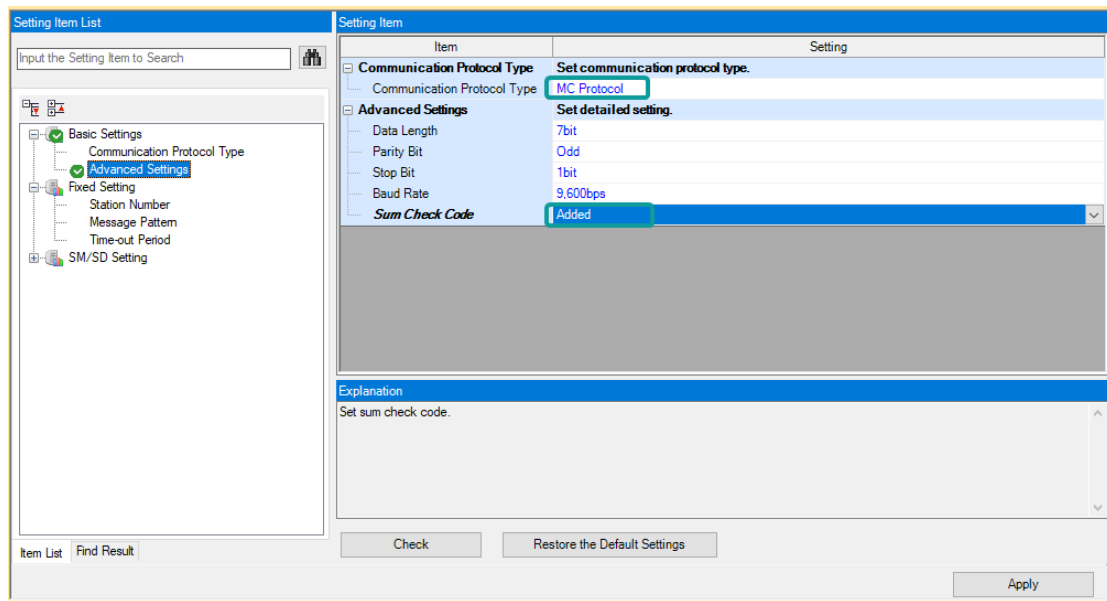 Setting Item List
Input the Setting Item to Search
Basic Settings
Communication Protocol Type
Advanced Settings
Fixed Setting
Station Number
Message Pattern
Time-out Period
SM/SD Setting
Item List Find Result
Setting Item
Item Setting
Communication Protocol Type Set communication protocol type.
Communication Protocol Type MC Protocol
Advanced Settings Set detailed setting.
Data Length 7bit
Parity Bit Odd
Stop Bit 1bit
Baud Rate 9,600bps
Sum Check Code Added
Explanation
Set sum check code.
Check Restore the Default Settings
Apply